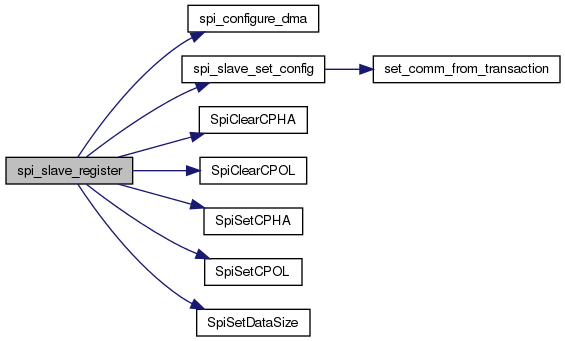 spi_configure_dma
spi_slave_set_config
set_comm_from_transaction
SpiClearCPHA
spi_slave_register
SpiClearCPOL
SpiSetCPHA
SpiSetCPOL
SpiSetDataSize